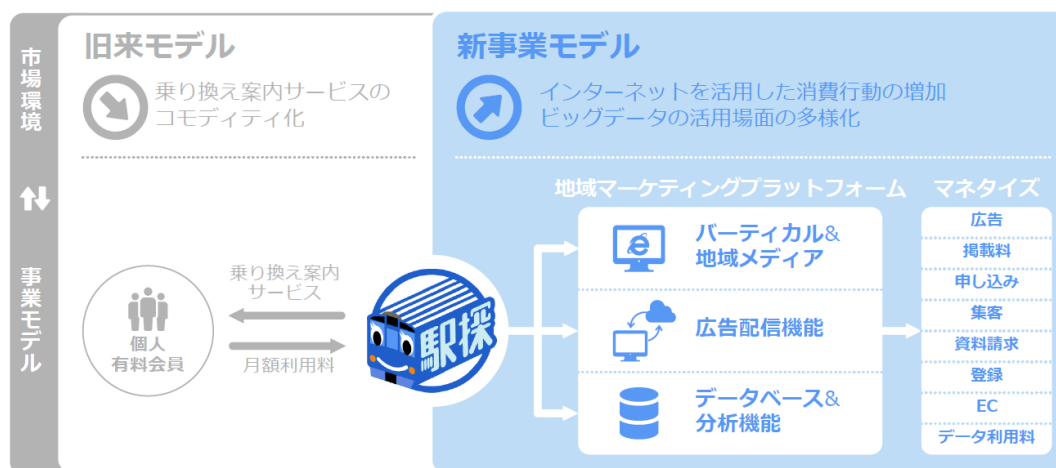 市場環境
事業モデル
旧来モデル
乗り換え案内サービスの
コモディティ化
乗り換え案内
サービス
個人
有料会員
月額利用料
駅探
新事業モデル
インターネットを活用した消費行動の増加
ビッグデータの活用場面の多様化
地域マーケティングプラットフォーム
バーティカル&
地域メディア
広告配信機能
データベース&
分析機能
マネタイズ
広告
掲載料
申し込み
集客
資料請求
登録
EC
データ利用料